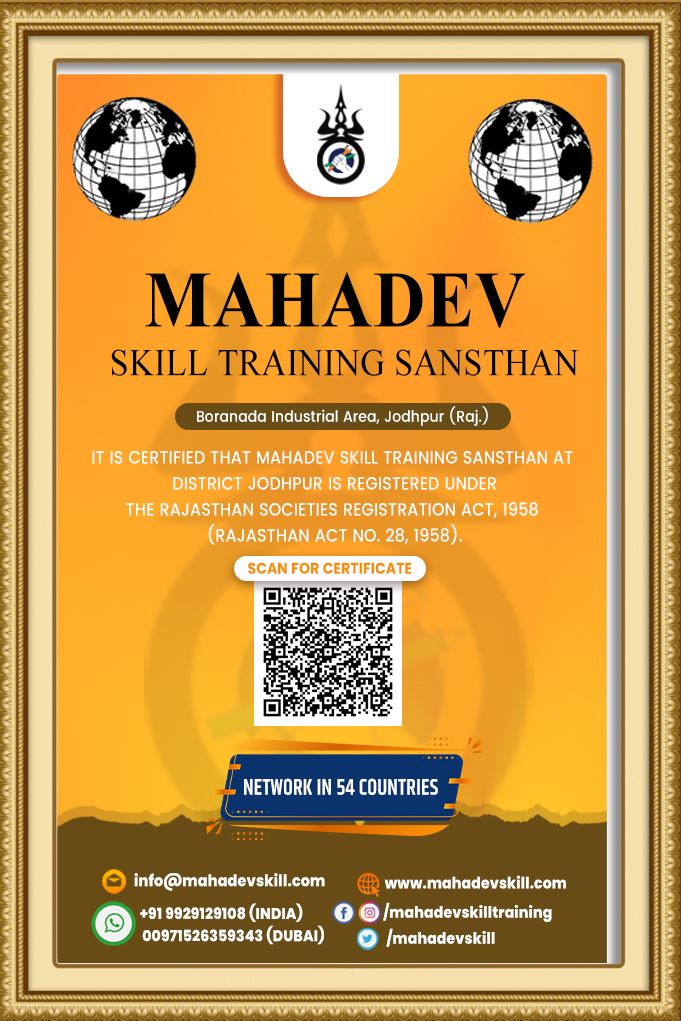 MAHADEV
SKILL TRAINING SANSTHAN
Boranada Industrial Area, Jodhpur (Raj.)
IT IS CERTIFIED THAT MAHADEV SKILL TRAINING SANSTHAN AT
DISTRICT JODHPUR IS REGISTERED UNDER
THE RAJASTHAN SOCIETIES REGISTRATION ACT, 1958
(RAJASTHAN ACT NO. 28, 1958).
SCAN FOR CERTIFICATE
NETWORK IN 54 COUNTRIES
info@mahadevskill.com
www.mahadevskill.com
+91 9929129108 (INDIA)
/mahadevskilltraining
00971526359343 (DUBAI)
/mahadevskill